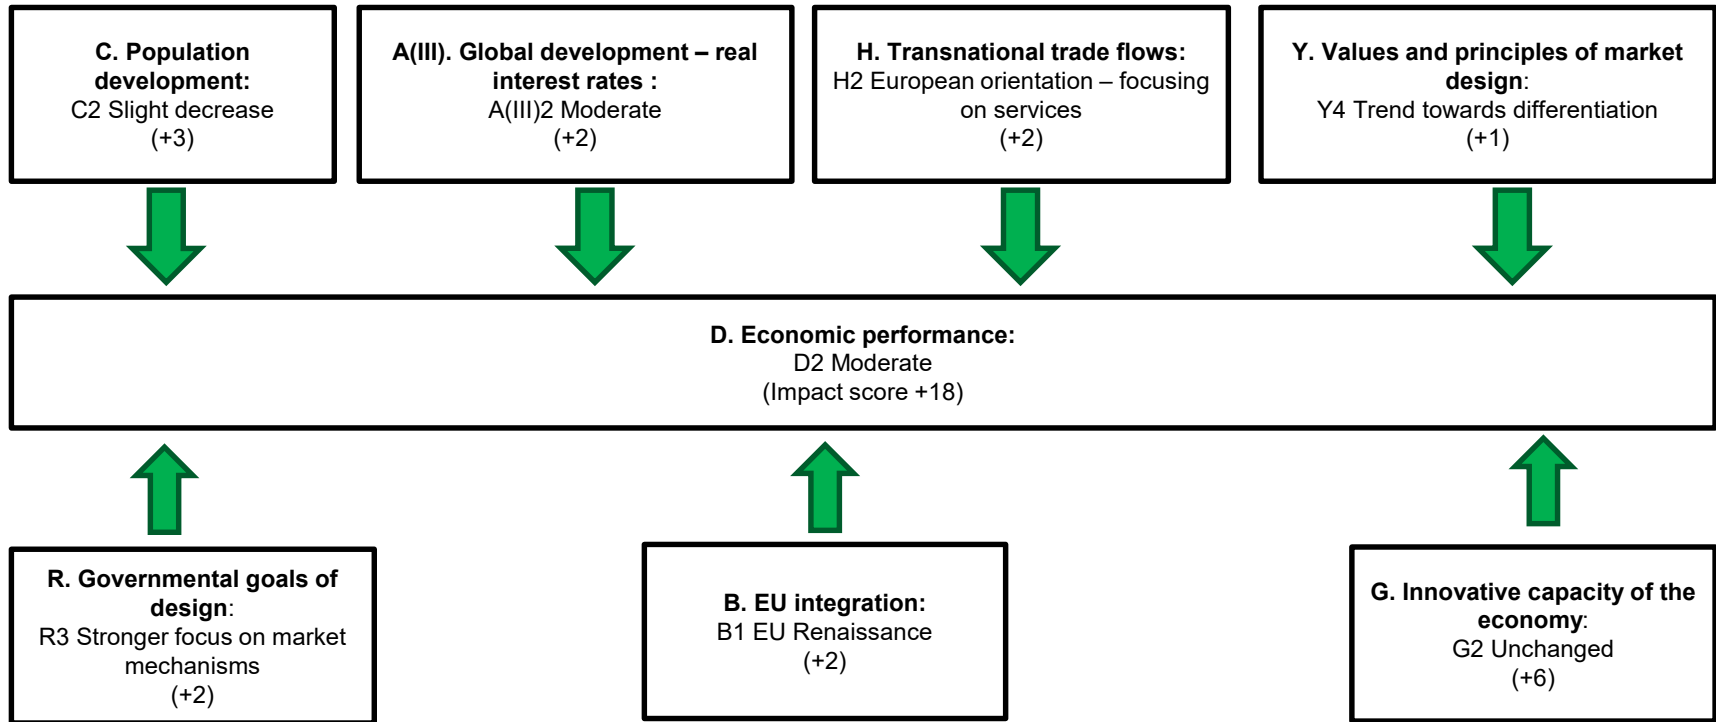 C. Population
development:
C2 Slight decrease
(+3)
A(III). Global development – real
interest rates :
A(III)2 Moderate
(+2)
H. Transnational trade flows:
H2 European orientation – focusing
on services
(+2)
Y. Values and principles of market
design:
Y4 Trend towards differentiation
(+1)
D. Economic performance:
D2 Moderate
(Impact score +18)
R. Governmental goals of
design:
R3 Stronger focus on market
mechanisms
(+2)
B. EU integration:
B1 EU Renaissance
(+2)
G. Innovative capacity of the
economy:
G2 Unchanged
(+6)